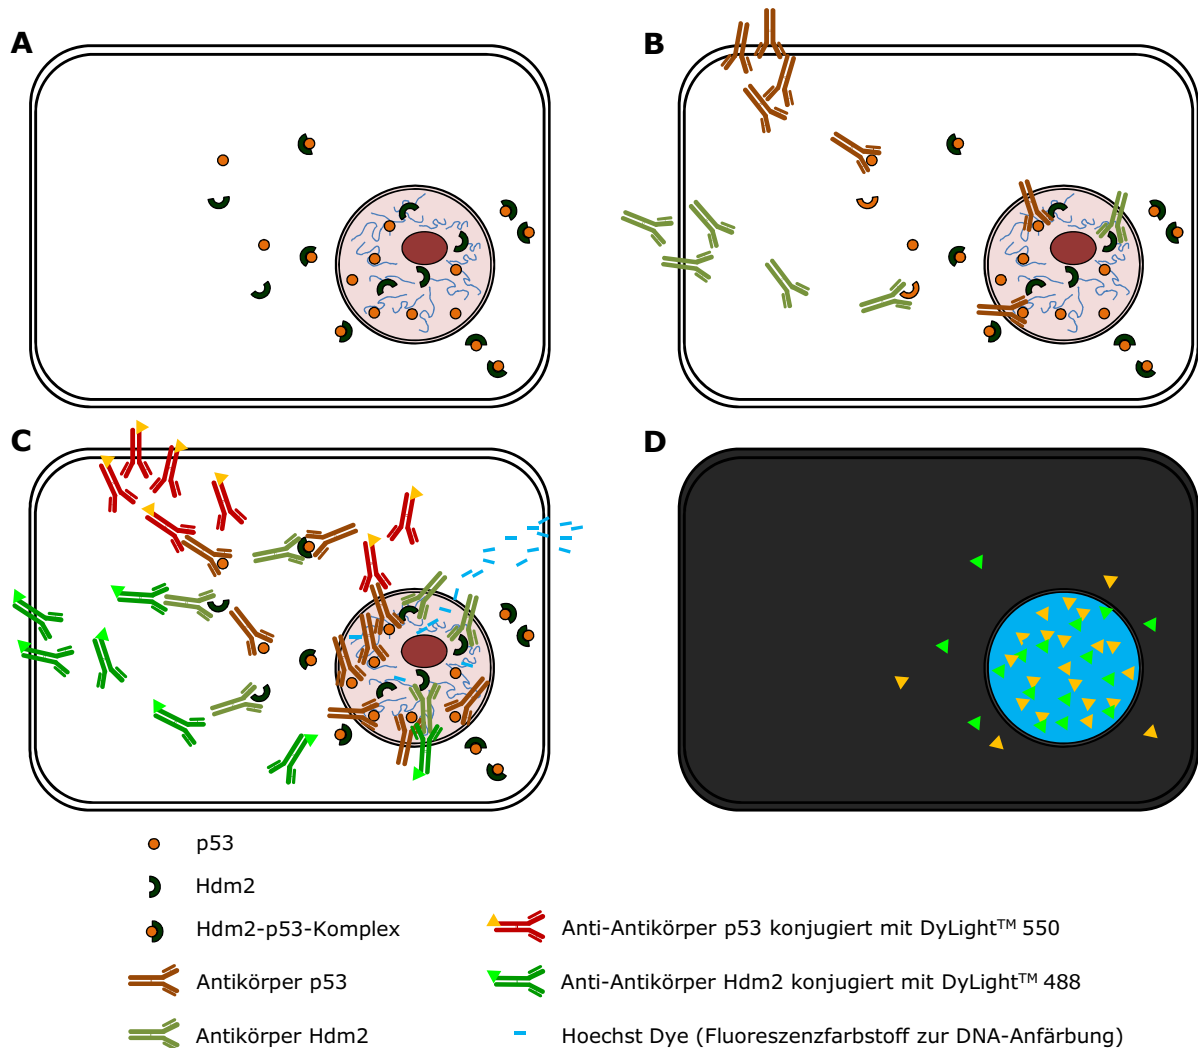 A
B
C
D
p53
Hdm2
Hdm2-p53-Komplex
Antikörper p53
Antikörper Hdm2
Anti-Antikörper p53 konjugiert mit DyLight™ 550
Anti-Antikörper Hdm2 konjugiert mit DyLight™ 488
Hoechst Dye (Fluoreszenzfarbstoff zur DNA-Anfärbung)